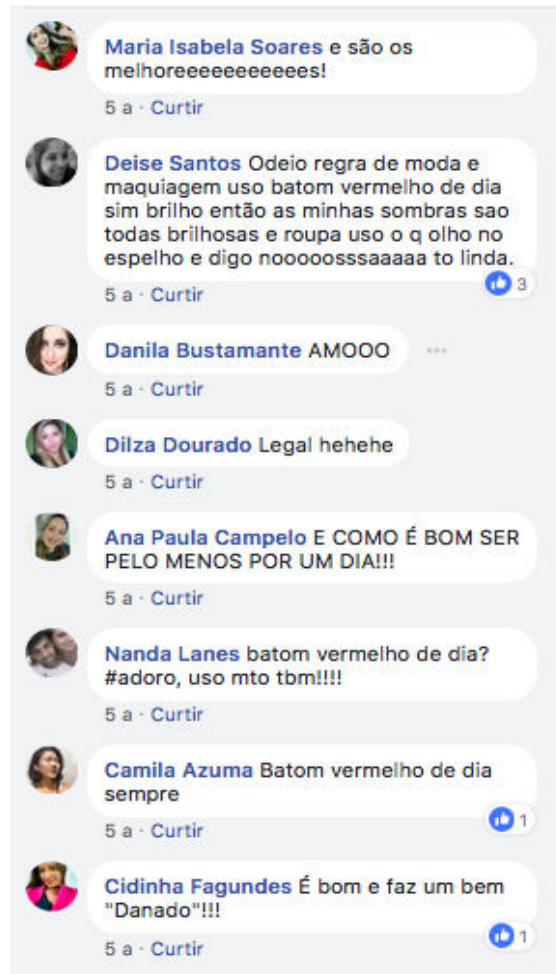 Maria Isabela Soares e são os
melhoreeeeeeeeeeees!
5 a · Curtir
Deise Santos Odeio regra de moda e
maquiagem uso batom vermelho de dia
sim brilho então as minhas sombras sao
todas brilhosas e roupa uso o q olho no
espelho e digo nooooosssaaaaa to linda.
3
5 a · Curtir
Danila Bustamante AMOOO
5 a · Curtir
Dilza Dourado Legal hehehe
5 a · Curtir
Ana Paula Campelo E COMO É BOM SER
PELO MENOS POR UM DIA!!!
5 a · Curtir
Nanda Lanes batom vermelho de dia?
#adoro, uso mto tbm!!!!
5 a · Curtir
Camila Azuma Batom vermelho de dia
sempre
1
5 a · Curtir
Cidinha Fagundes É bom e faz um bem
"Danado"!!!
1
5 a · Curtir